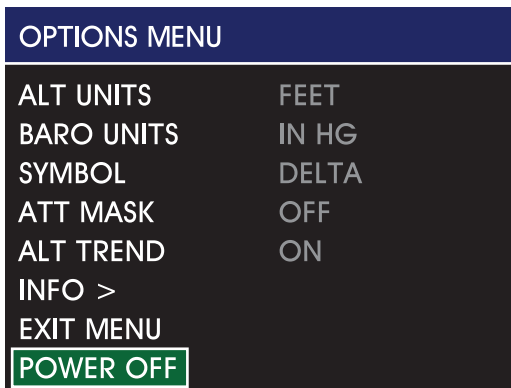 OPTIONS MENU
ALT UNITS FEET
BARO UNITS IN HG
SYMBOL DELTA
ATT MASK OFF
ALT TREND ON
INFO >
EXIT MENU
POWER OFF